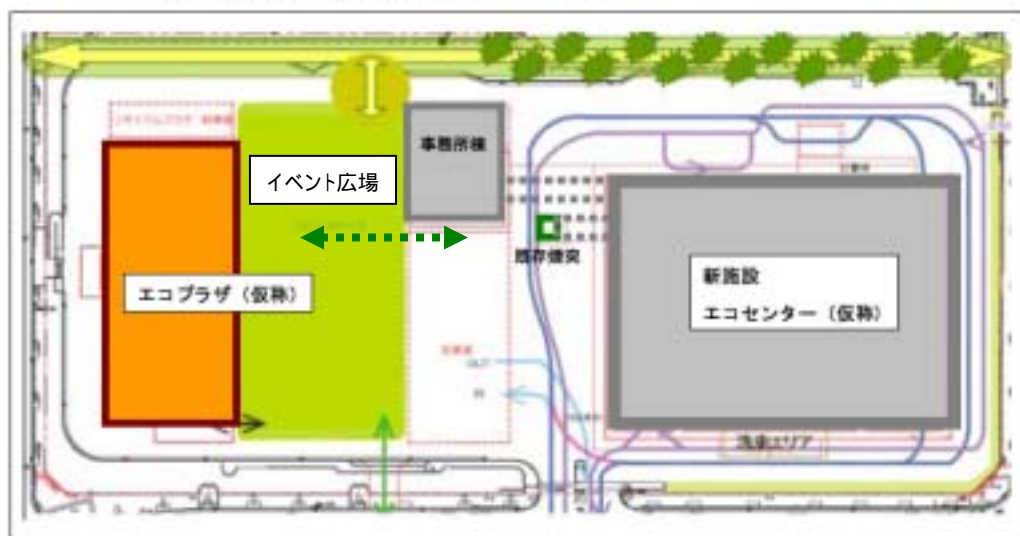 事務所棟
イベント広場
既存煙突
エコプラザ（仮称）
新施設
エコセンター（仮称）
洗車エリア